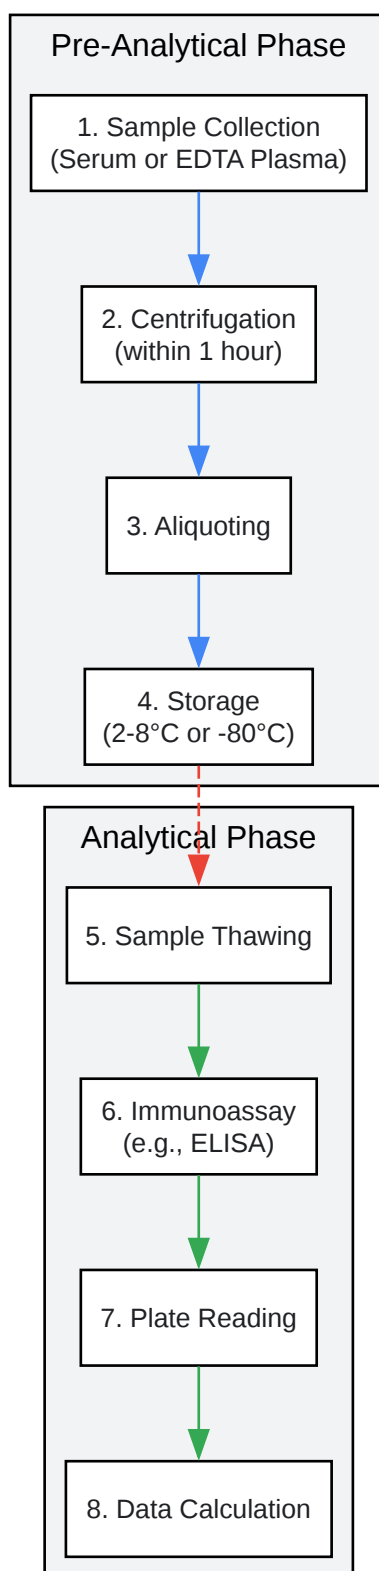 Pre-Analytical Phase
1. Sample Collection
(Serum or EDTA Plasma)
2. Centrifugation
(within 1 hour)
3. Aliquoting
4. Storage
(2-8°C or -80°C)
Analytical Phase
5. Sample Thawing
6. Immunoassay
(e.g., ELISA)
7. Plate Reading
8. Data Calculation